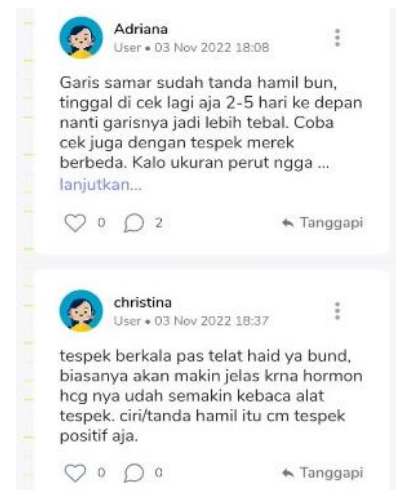 Adriana
User • 03 Nov 2022 18:08
Garis samar sudah tanda hamil bun,
tinggal di cek lagi aja 2-5 hari ke depan
nanti garisnya jadi lebih tebal. Coba
cek juga dengan tespek merek
berbeda. Kalo ukuran perut ngga ...
lanjutkan...
0 2 Tanggapi
christina
User • 03 Nov 2022 18:37
tespek berkala pas telat haid ya bund,
biasanya akan makin jelas krna hormon
hcg nya udah semakin kebaca alat
tespek. ciri/tanda hamil itu cm tespek
positif aja.
0 0 Tanggapi